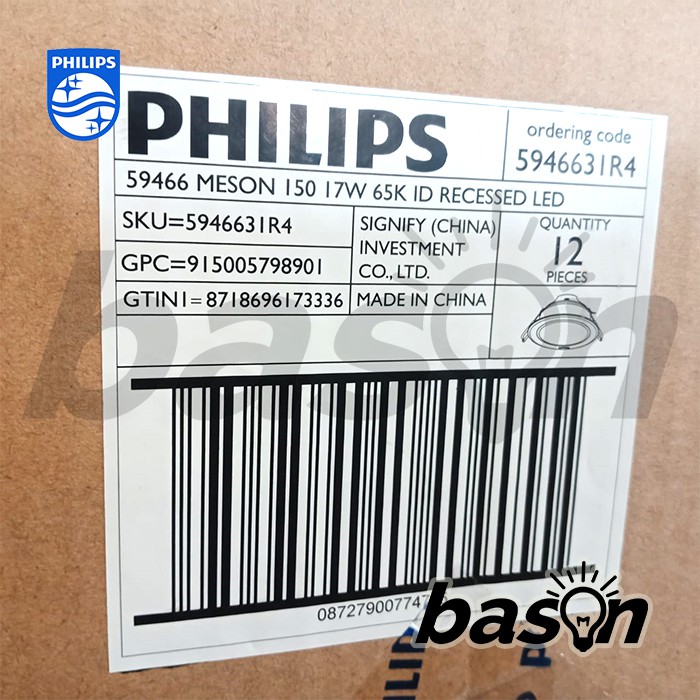 PHILIPS
PHILIPS
ordering code
5946631R4
59466 MESON 150 17W 65K ID RECESSED LED
SKU=5946631R4
GPC=915005798901
GTIN1=8718696173336
SIGNIFY (CHINA)
INVESTMENT
CO., LTD.
MADE IN CHINA
QUANTITY
12
PIECES
bason
bason